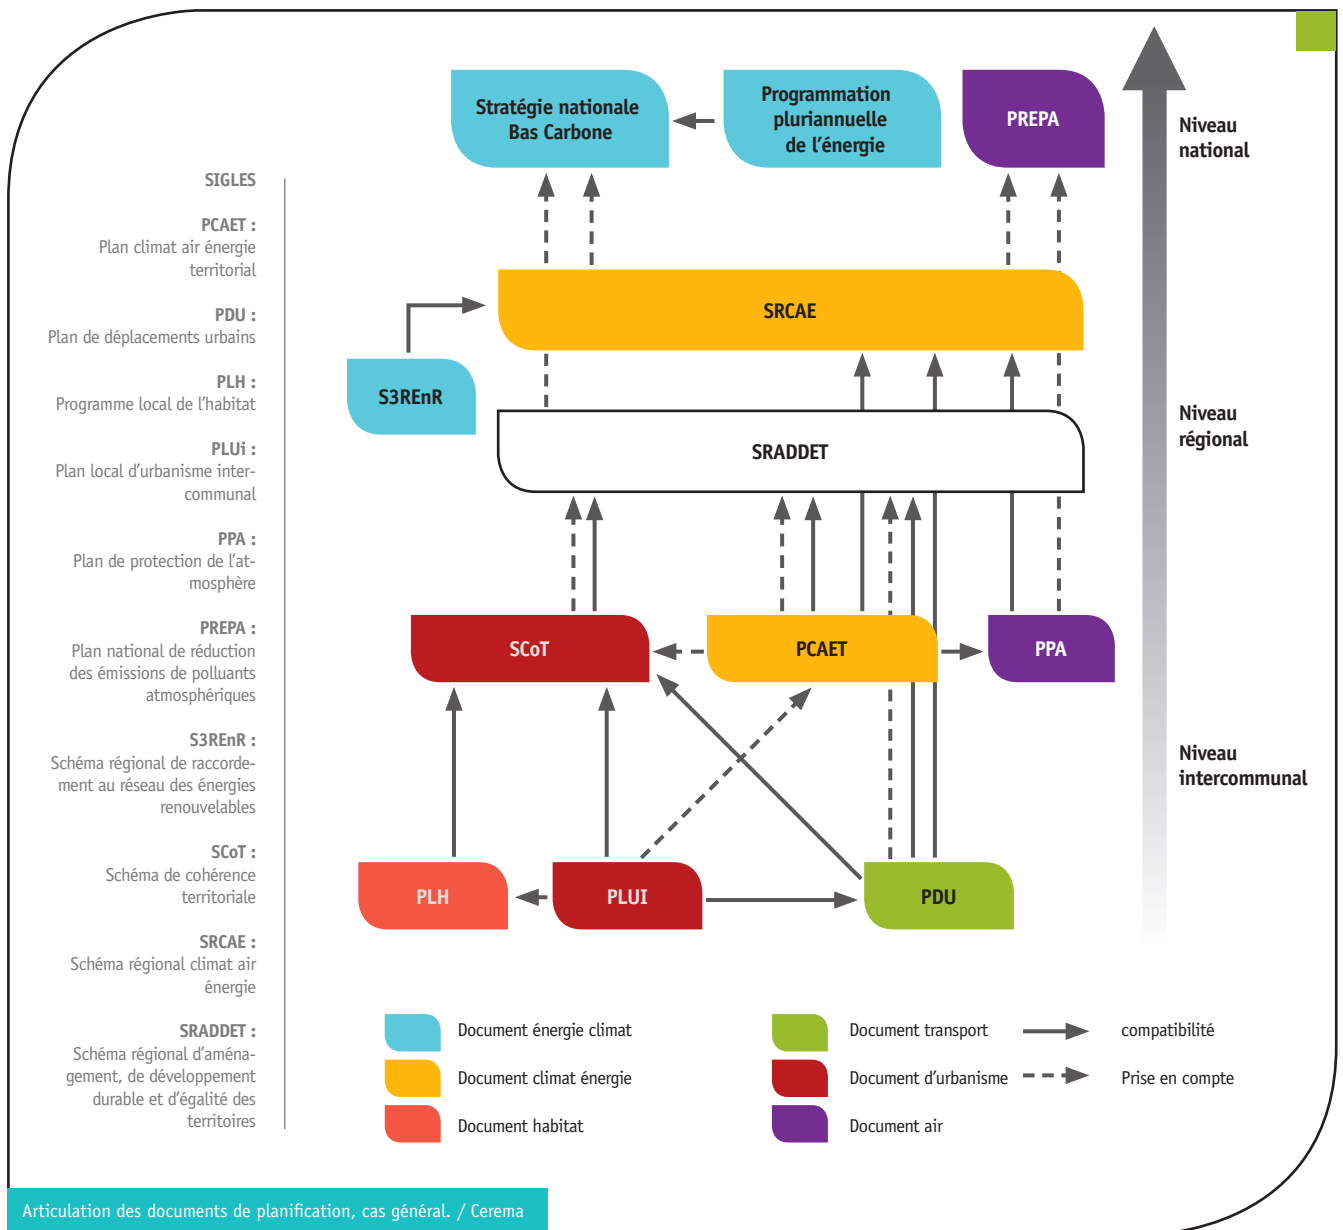 Stratégie nationale
Bas Carbone
Programmation
pluriannuelle
de l'énergie
PREPA
Niveau
national
SIGLES
PCAET :
Plan climat air énergie
territorial
PDU :
Plan de déplacements urbains
PLH :
Programme local de l'habitat
PLUi :
Plan local d'urbanisme inter-
communal
PPA :
Plan de protection de l'at-
mosphère
PREPA :
Plan national de réduction
des émissions de polluants
atmosphériques
S3REnR :
Schéma régional de raccorde-
ment au réseau des énergies
renouvelables
SCoT :
Schéma de cohérence
territoriale
SRCAE :
Schéma régional climat air
énergie
SRADDET :
Schéma régional d'aména-
gement, de développement
durable et d'égalité des
territoires
SRCAE
S3REnR
SRADDET
Niveau
régional
SCoT
PCAET
PPA
Niveau
intercommunal
PLH
PLUI
PDU
Document énergie climat
Document climat énergie
Document habitat
Document transport
Document d'urbanisme
Document air
compatibilité
Prise en compte
Articulation des documents de planification, cas général. / Cerema